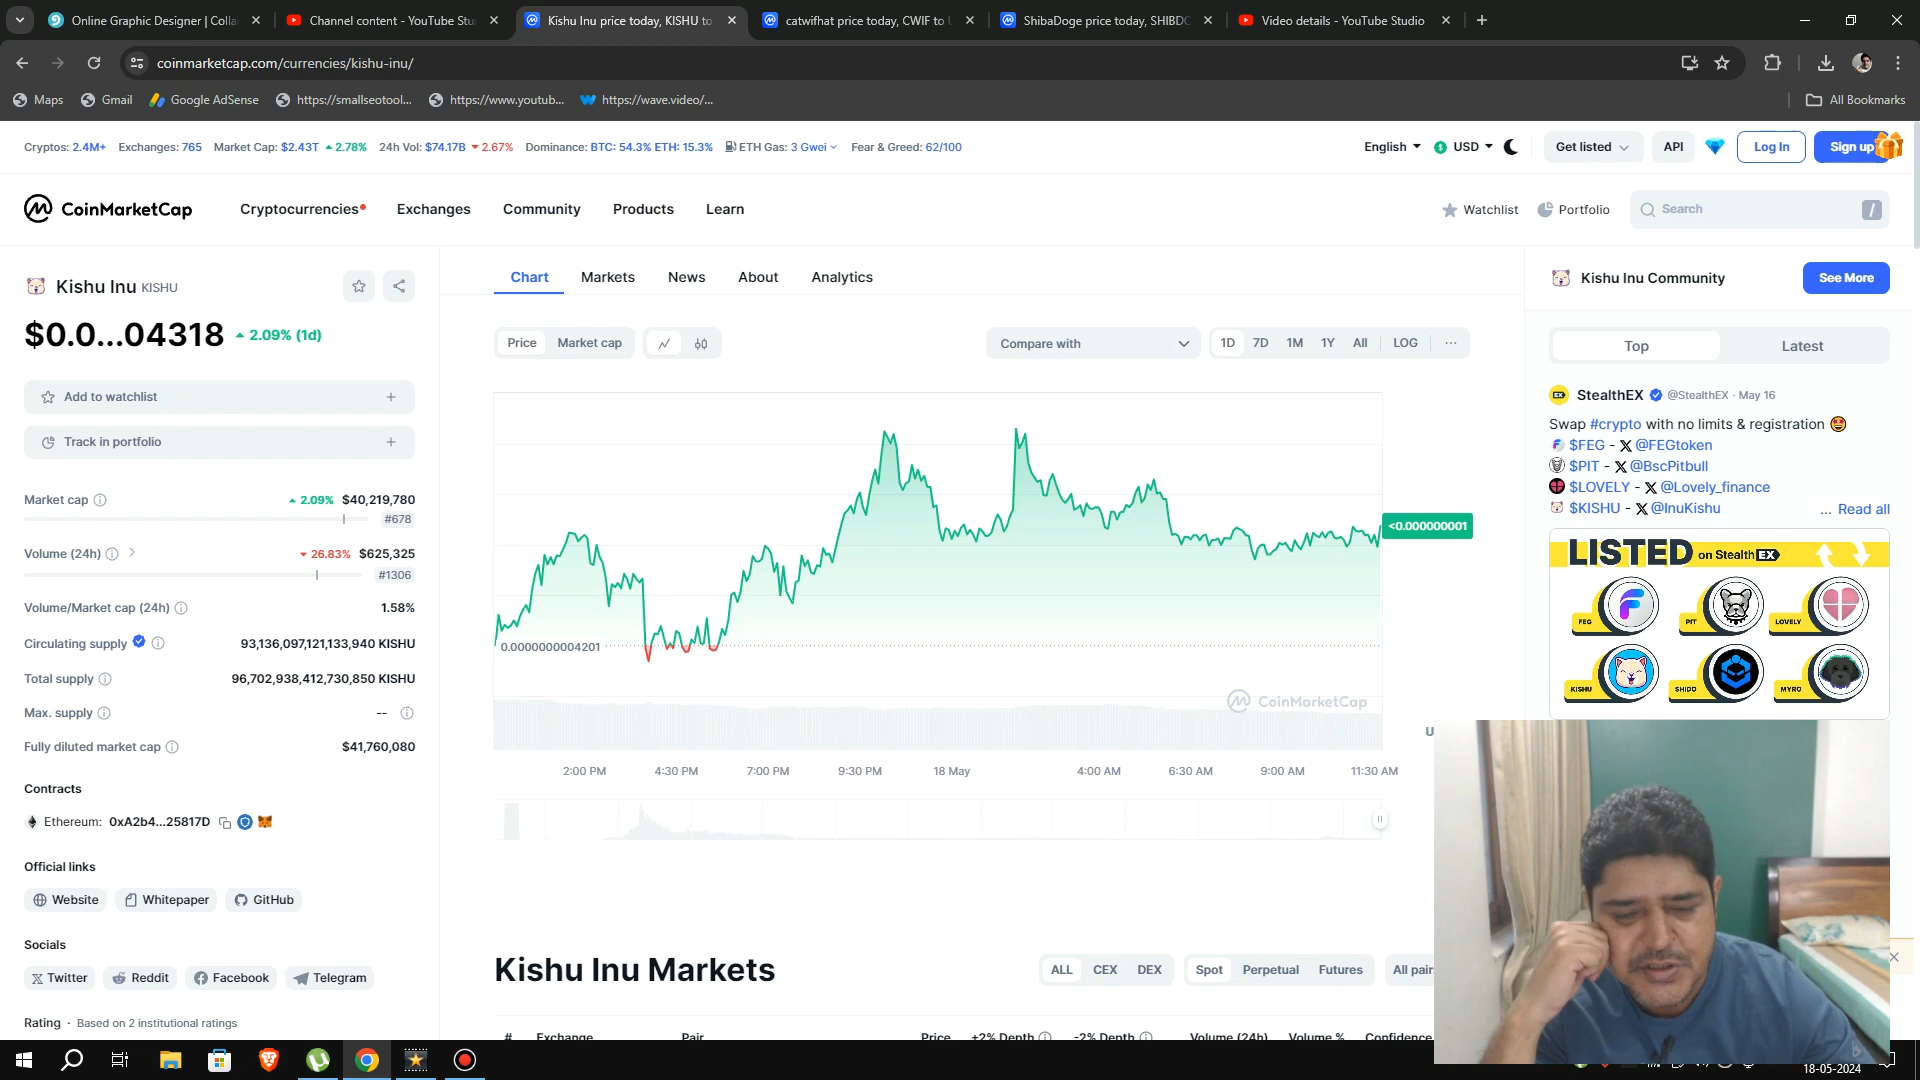 Online Graphic Designer | Colla
Channel content - YouTube Stu
Kishu Inu price today, KISHU to
catwifhat price today, CWIF to U
ShibaDoge price today, SHIBDO
Video details - YouTube Studio
coinmarketcap.com/currencies/kishu-inu/
Maps
Gmail
Google AdSense
https://smallseotool...
https://www.youtub...
https://wave.video/...
All Bookmarks
Cryptos: 2.4M+ Exchanges: 765 Market Cap: $2.43T 2.78% 24h Vol: $74.17B 2.67% Dominance: BTC: 54.3% ETH: 15.3% ETH Gas: 3 Gwei Fear & Greed: 62/100
English
USD
Get listed
API
Log In
Sign up
CoinMarketCap
Cryptocurrencies
Exchanges
Community
Products
Learn
Watchlist
Portfolio
Search
/
Kishu Inu KISHU
$0.0...04318 2.09% (1d)
Add to watchlist +
Track in portfolio +
Market cap 2.09% $40,219,780
#678
Volume (24h) 26.83% $625,325
#1306
Volume/Market cap (24h) 1.58%
Circulating supply 93,136,097,121,133,940 KISHU
Total supply 96,702,938,412,730,850 KISHU
Max. supply --
Fully diluted market cap $41,760,080
Contracts
Ethereum: 0xA2b4...25817D
Official links
Website
Whitepaper
GitHub
Socials
Twitter
Reddit
Facebook
Telegram
Rating · Based on 2 institutional ratings
Chart
Markets
News
About
Analytics
Price
Market cap
Compare with
1D 7D 1M 1Y All LOG ...
<0.000000001
0.0000000004201
CoinMarketCap
U
2:00 PM 4:30 PM 7:00 PM 9:30 PM 18 May 4:00 AM 6:30 AM 9:00 AM 11:30 AM
Kishu Inu Markets
ALL CEX DEX
Spot Perpetual Futures
All pair
# Exchange Pair Price +2% Depth -2% Depth Volume (24h) Volume % Confidence
Kishu Inu Community
See More
Top
Latest
StealthEX @StealthEX · May 16
Swap #crypto with no limits & registration
$FEG - X @FEGtoken
$PIT - X @BscPitbull
$LOVELY - X @Lovely_finance
$KISHU - X @InuKishu
... Read all
LISTED on StealthEX
FEG
PIT
LOVELY
KISHU
SHIDO
MYRO
18-05-2024